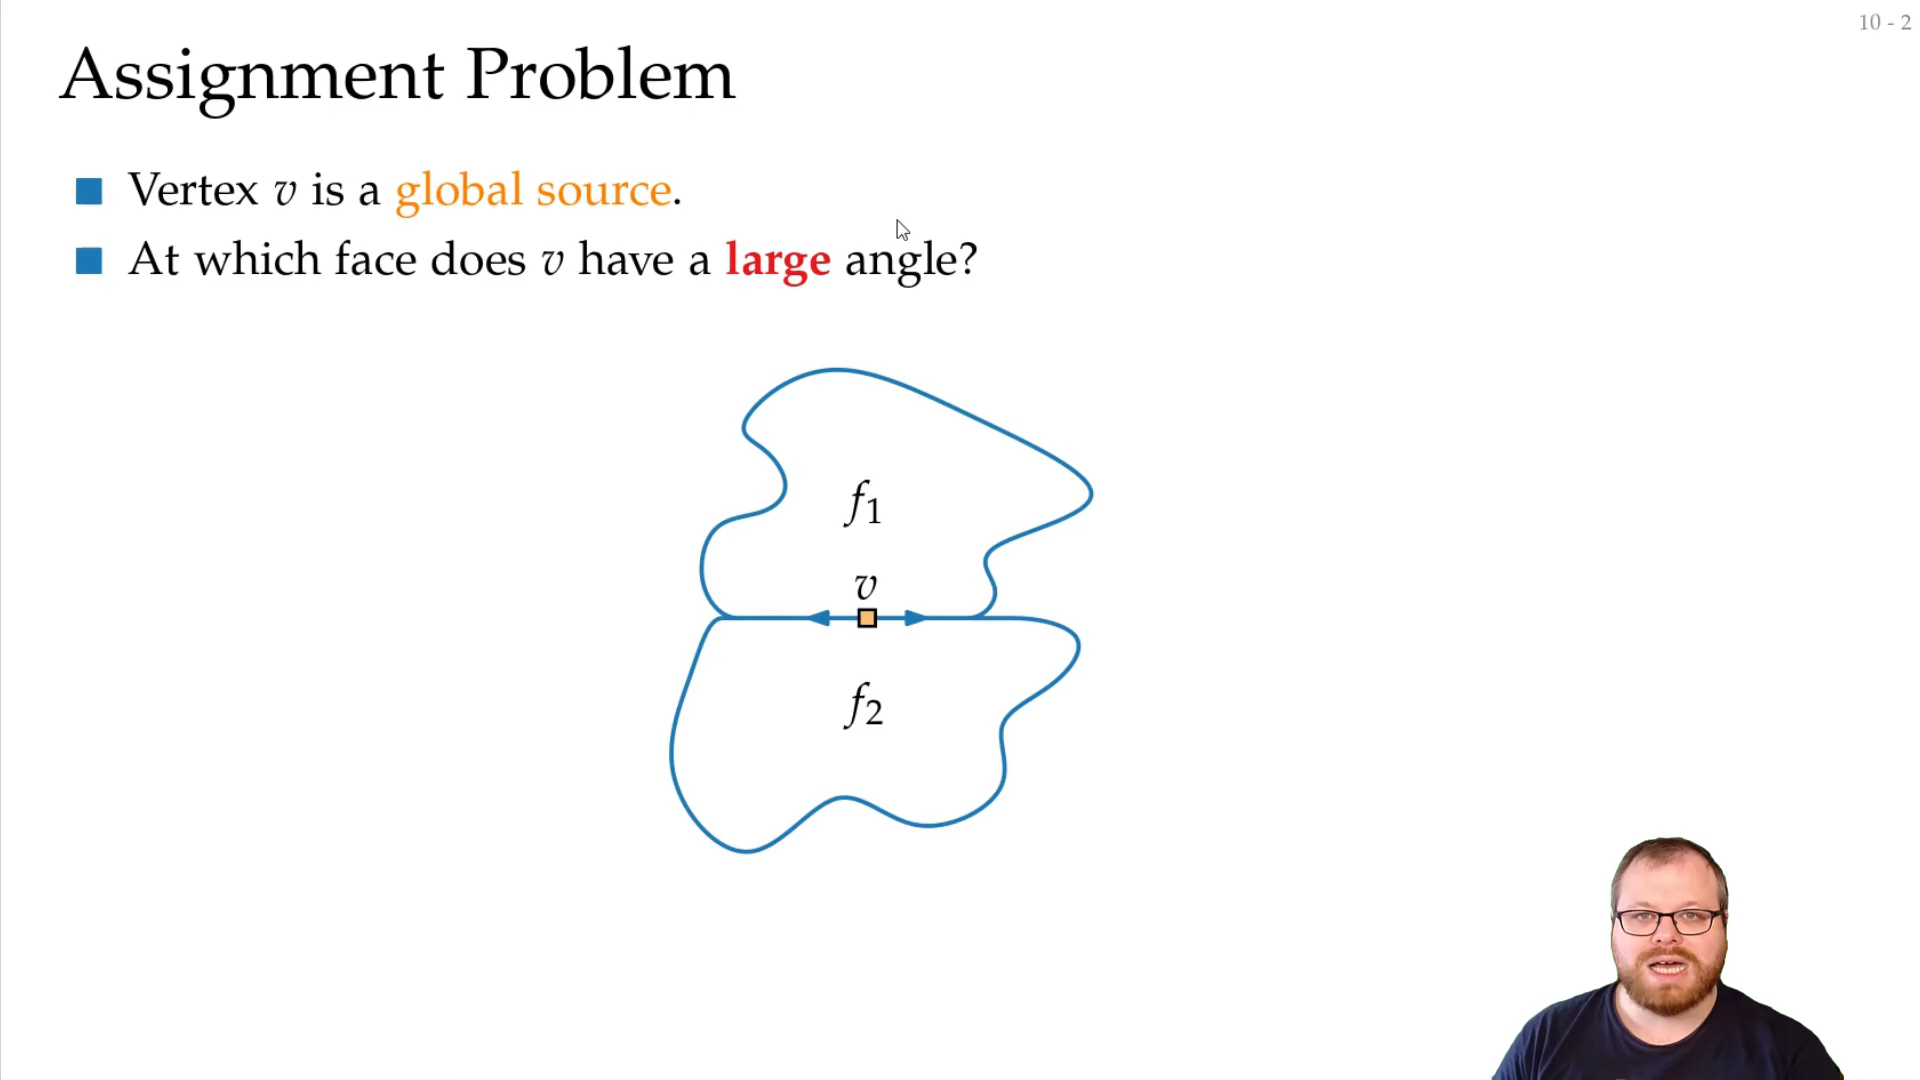 10 - 2
Assignment Problem
Vertex v is a global source.
At which face does v have a large angle?
f1
v
f2